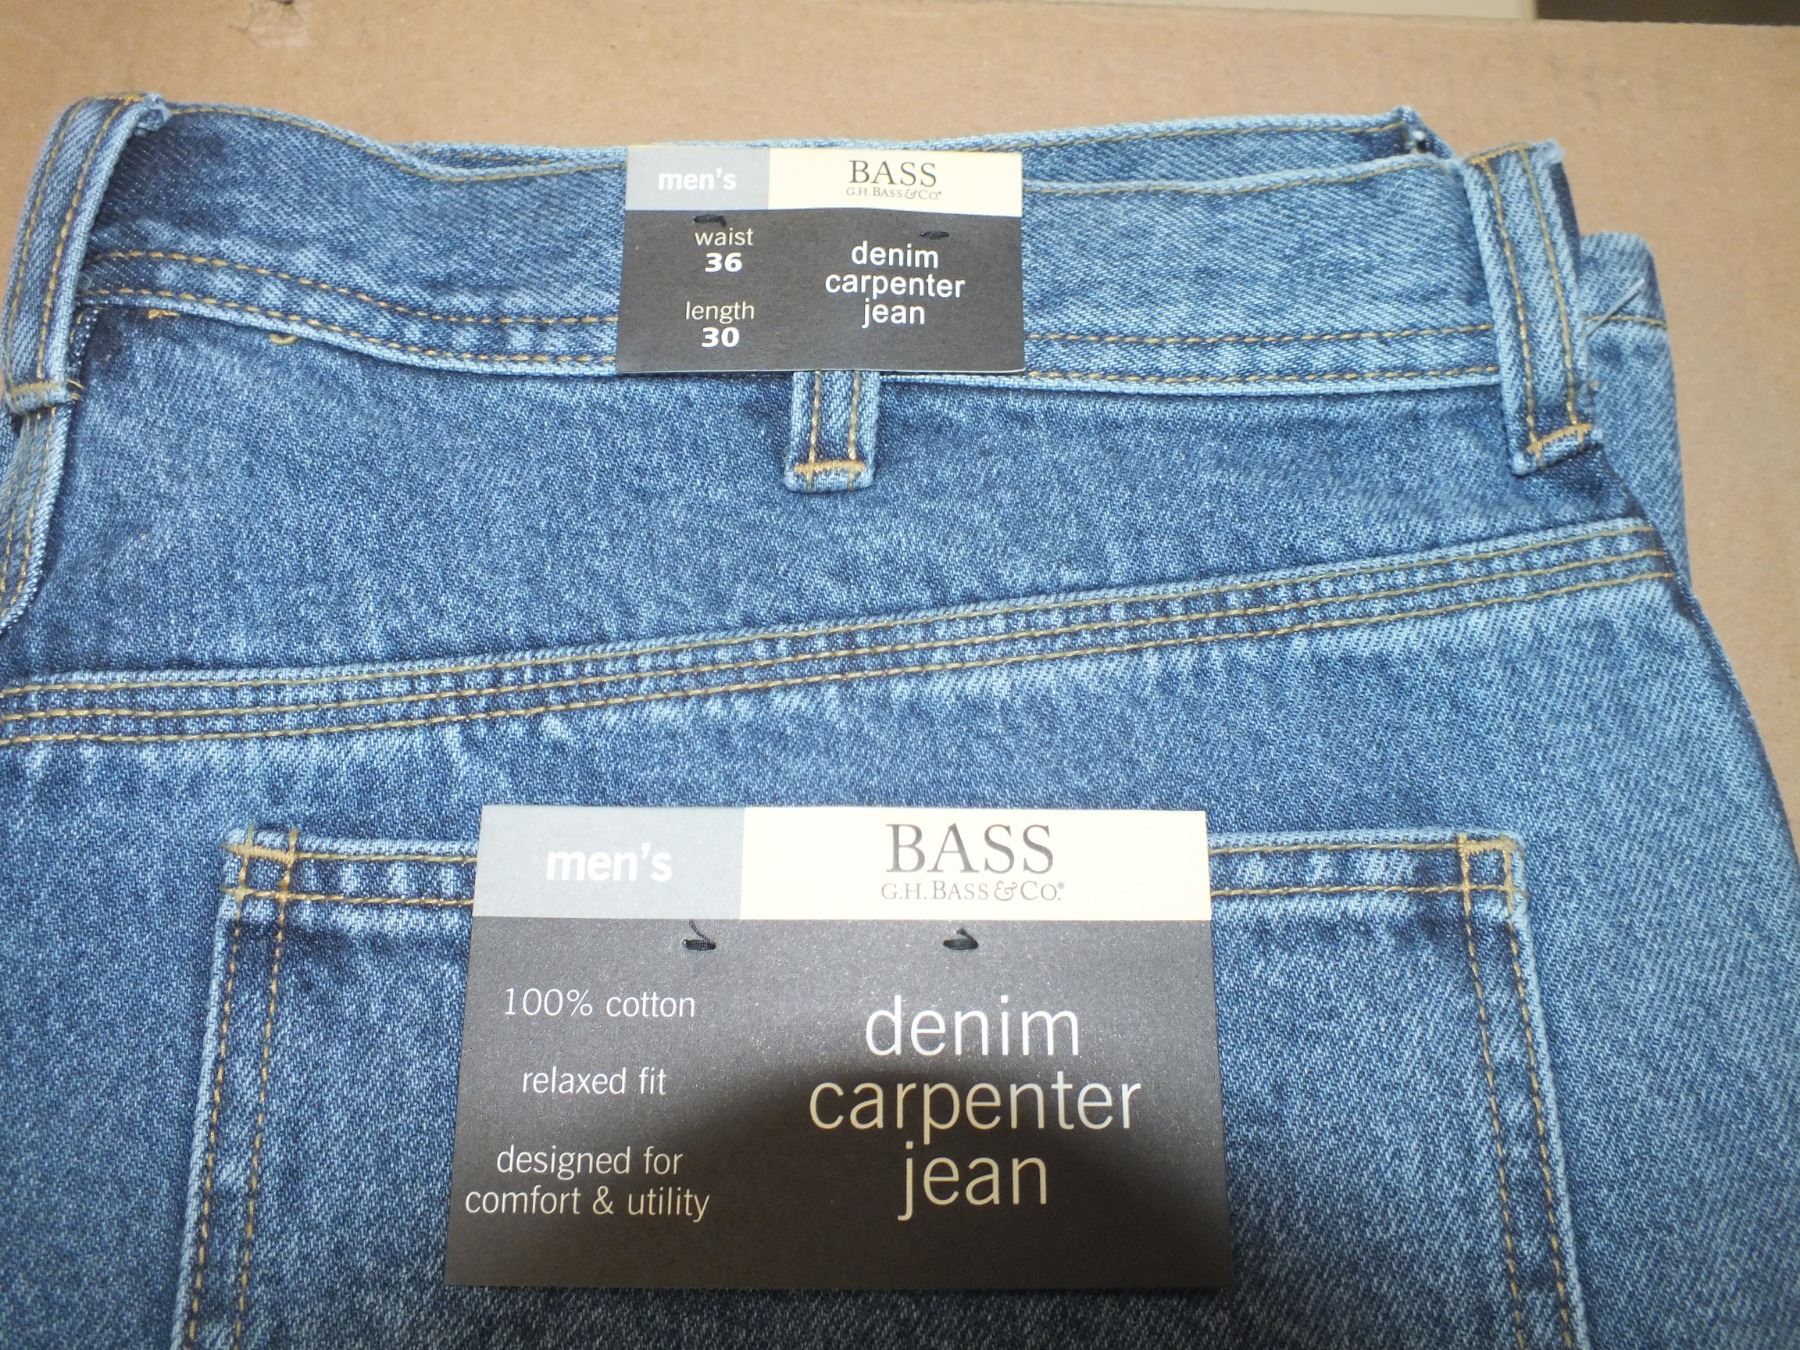 men's
BASS
G.H. BASS & CO.®
waist
36
length
30
denim
carpenter
jean
men's
BASS
G.H. BASS & CO.®
100% cotton
relaxed fit
designed for
comfort & utility
denim
carpenter
jean